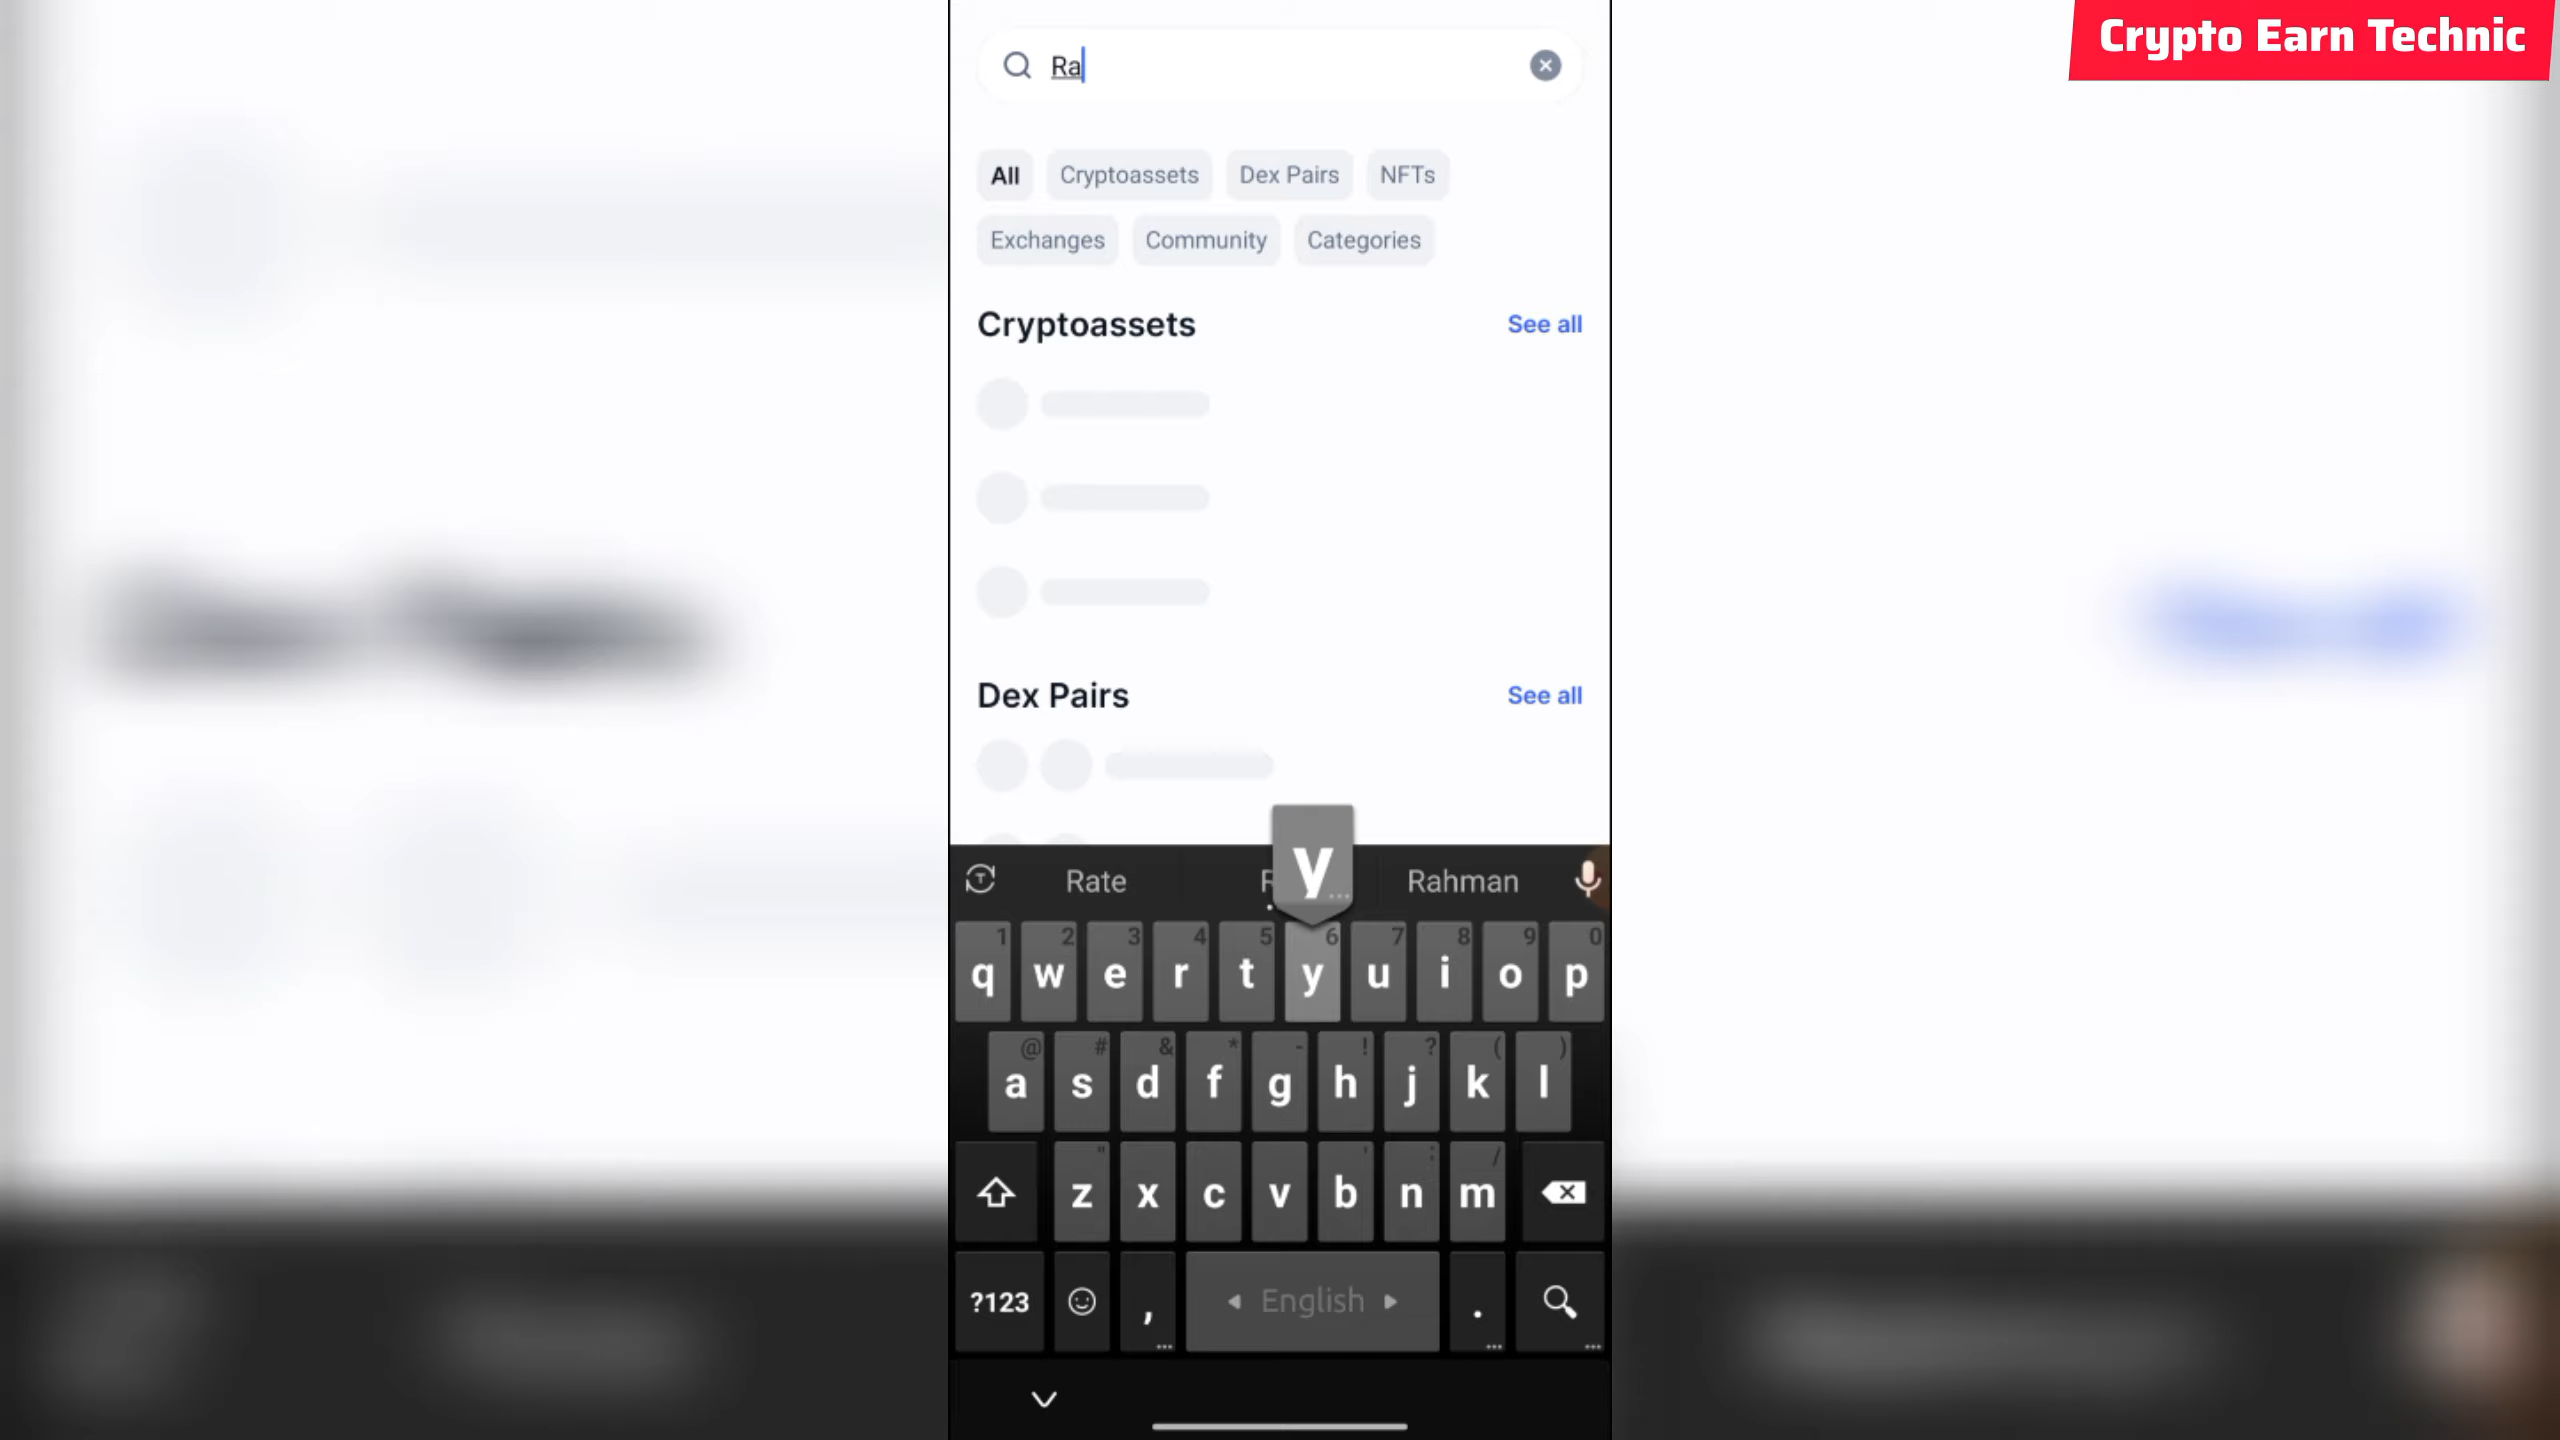 Crypto Earn Technic
Ra
All Cryptoassets Dex Pairs NFTs
Exchanges Community Categories
Cryptoassets See all
Dex Pairs See all
y
Rate Rahman
1 2 3 4 5 6 7 8 9 0
q w e r t y u i o p
@ # & * - ! ? ( )
a s d f g h j k l
" ' : /
z x c v b n m
?123 , English .